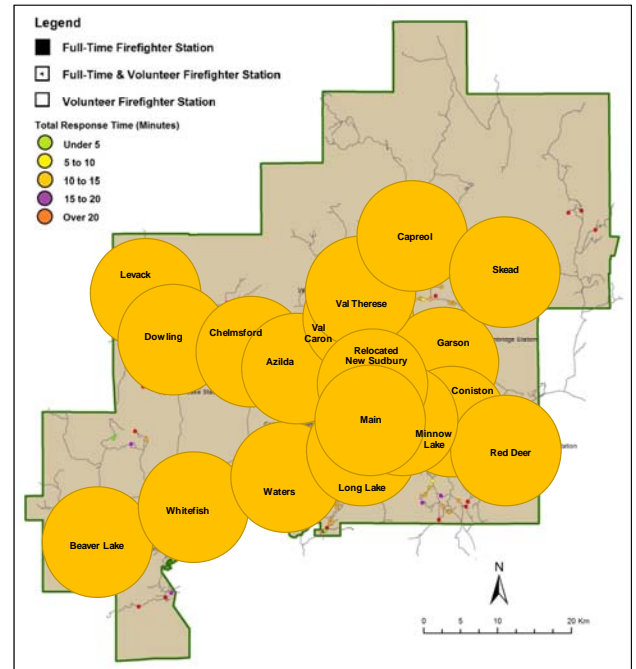 Legend
Full-Time Firefighter Station
Full-Time & Volunteer Firefighter Station
Volunteer Firefighter Station
Total Response Time (Minutes)
Under 5
5 to 10
10 to 15
15 to 20
Over 20
Capreol
Levack
Skead
Val Therese
Dowling
Chelmsford
Val
Caron
Garson
Azilda
Relocated
New Sudbury
Coniston
Main
Minnow
Lake
Red Deer
Long Lake
Waters
Whitefish
Beaver Lake
N
0 5 10 20 Km